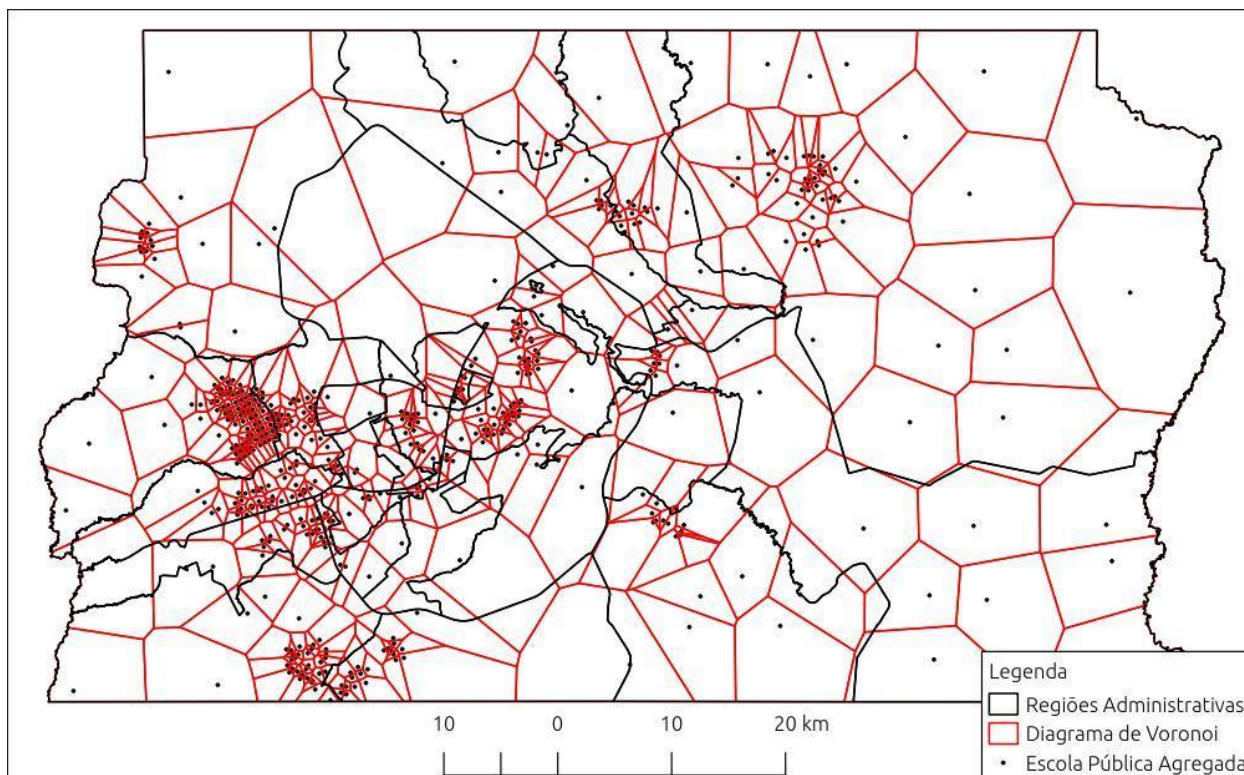 Legenda
Regiões Administrativas
Diagrama de Voronoi
Escola Pública Agregada
10 0 10 20 km